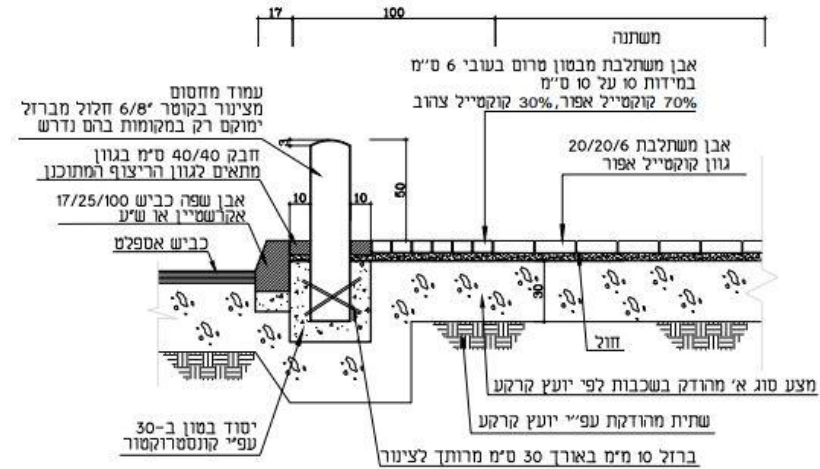 17
100
משתנה
אבן משתלבת מבטון טרום בעובי 6 ס''מ
במידות 10 על 10 ס''מ
70% קוקטייל אפור, 30% קוקטייל צהוב
אבן משתלבת 20/20/6
גוון קוקטייל אפור
עמוד מחסום
מצינור בקוטר "6/8 חלול מברזל
ימוקם רק במקומות בהם נדרש
חבק 40/40 ס"מ בגוון
מתאים לגוון הריצוף המתוכנן
אבן שפה כביש 17/25/100
אקרשטיין או ש"ע
כביש אספלט
3
60
10
10
30
חול
מצע סוג א' מהודק בשכבות לפי יועץ קרקע
שתית מהודקת עפ''י יועץ קרקע
ברזל 10 מ"מ באורך 30 ס"מ מרותך לצינור
יסוד בטון ב-30
עפ"י קונסטרוקטור